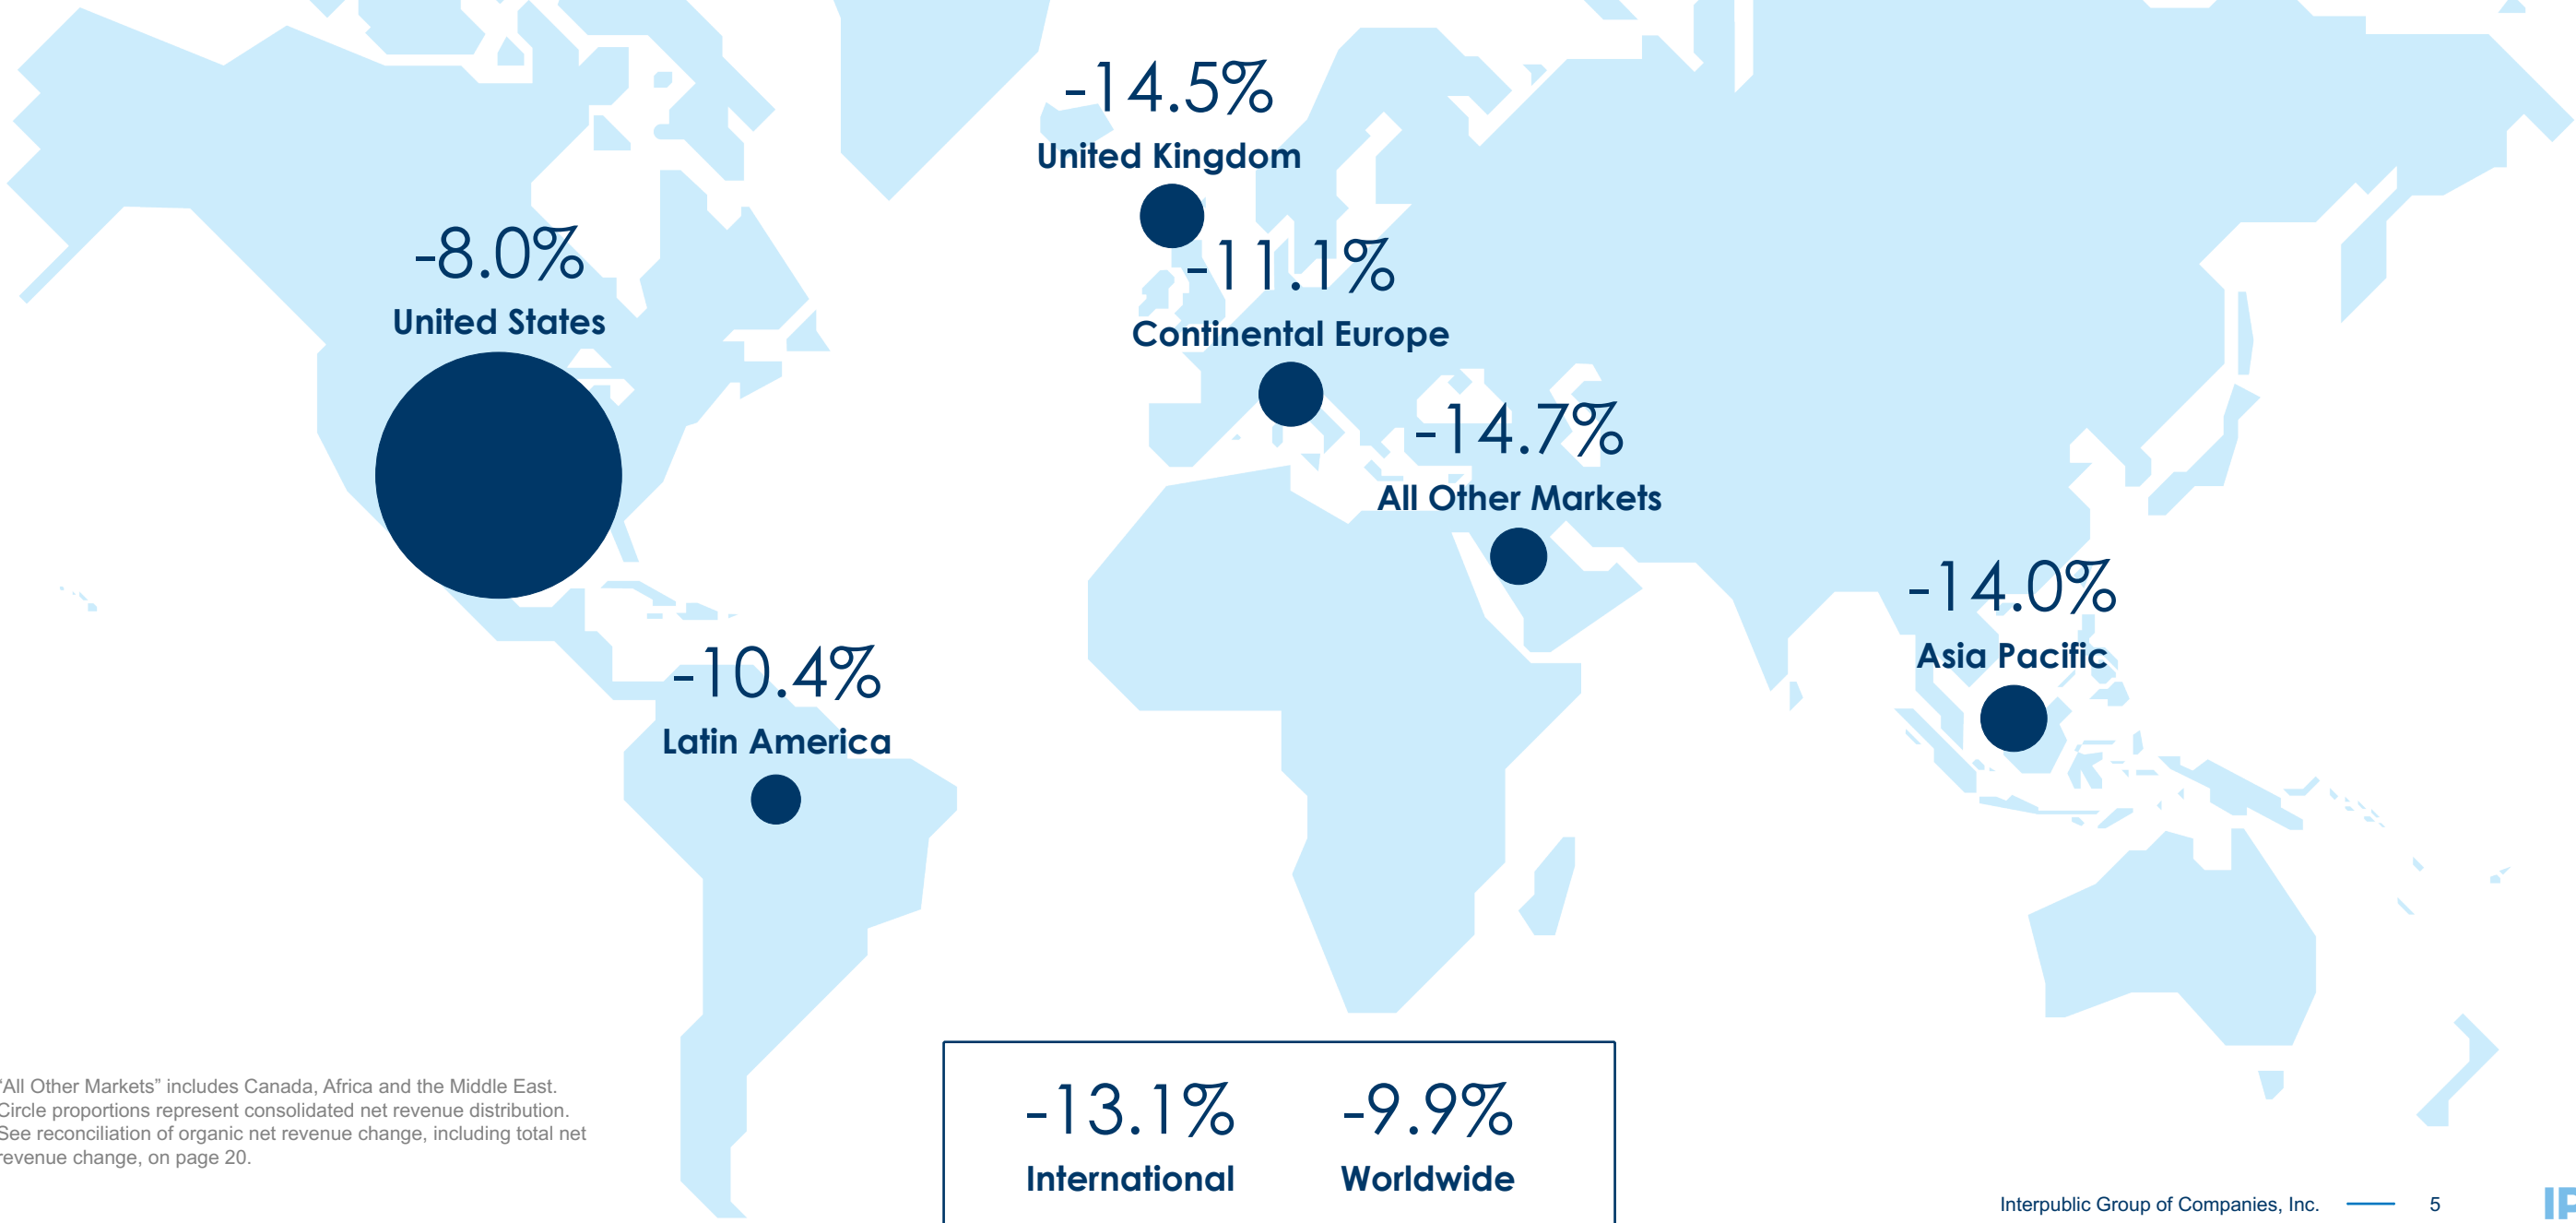 -14.5%
United Kingdom
-8.0%
United States
-11.1%
Continental Europe
-14.7%
All Other Markets
-14.0%
Asia Pacific
-10.4%
Latin America
“All Other Markets” includes Canada, Africa and the Middle East.
Circle proportions represent consolidated net revenue distribution.
See reconciliation of organic net revenue change, including total net
revenue change, on page 20.
-13.1%
International
-9.9%
Worldwide
Interpublic Group of Companies, Inc.
5